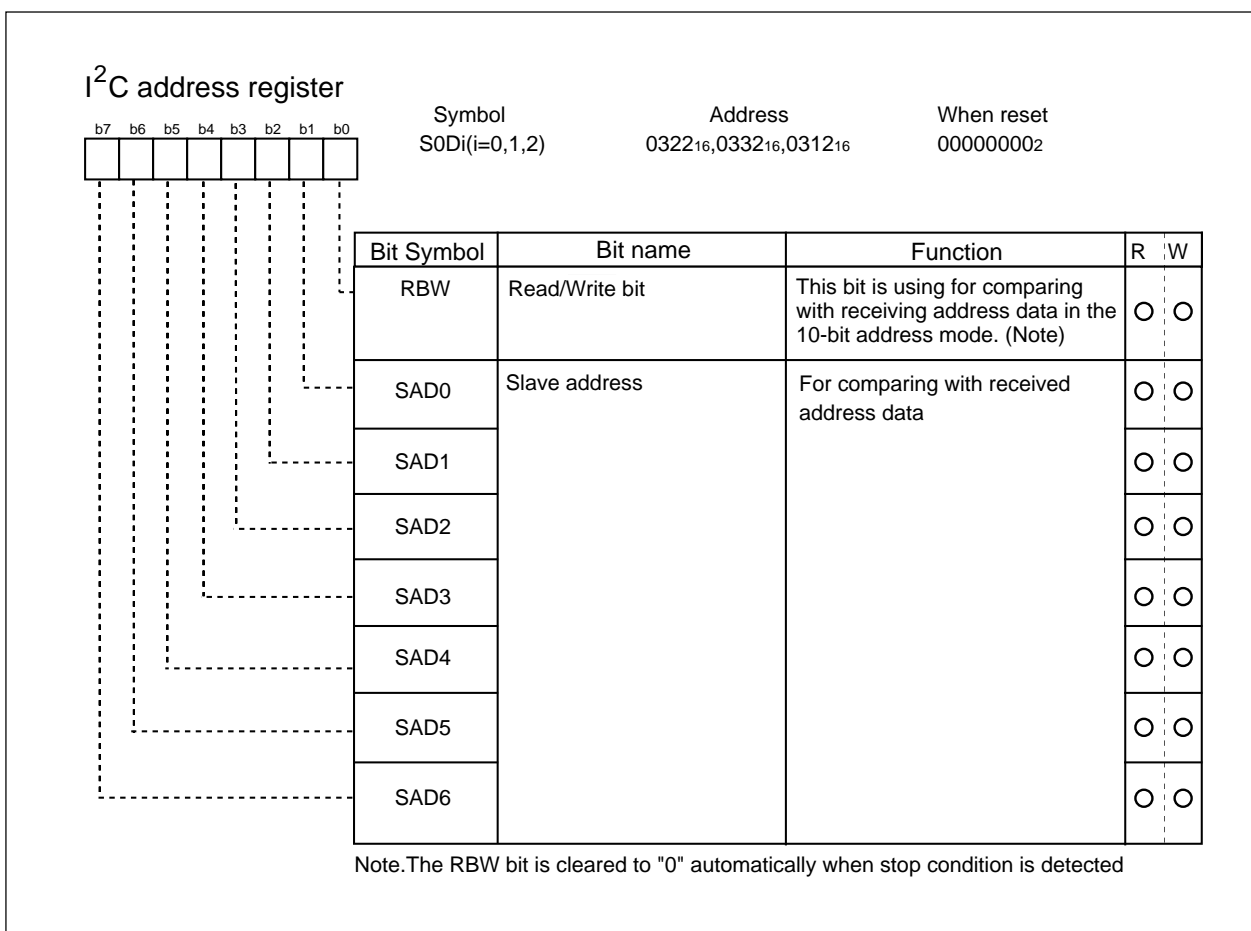 I2C address register
b7 b6 b5 b4 b3 b2 b1 b0
Symbol Address When reset
S0Di(i=0,1,2) 032216,033216,031216 000000002
Bit Symbol Bit name Function R W
RBW Read/Write bit This bit is using for comparing
with receiving address data in the
10-bit address mode. (Note)
SAD0 Slave address For comparing with received
address data
SAD1
SAD2
SAD3
SAD4
SAD5
SAD6
Note.The RBW bit is cleared to "0" automatically when stop condition is detected